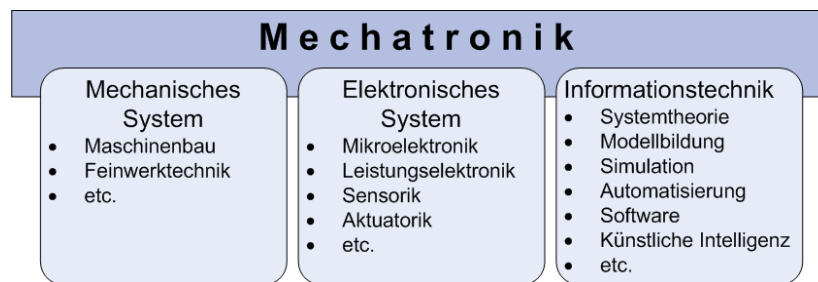 Mechatronik
Mechanisches
System
• Maschinenbau
• Feinwerktechnik
• etc.
Elektronisches
System
• Mikroelektronik
• Leistungselektronik
• Sensorik
• Aktuatorik
• etc.
Informationstechnik
• Systemtheorie
• Modellbildung
• Simulation
• Automatisierung
• Software
• Künstliche Intelligenz
• etc.